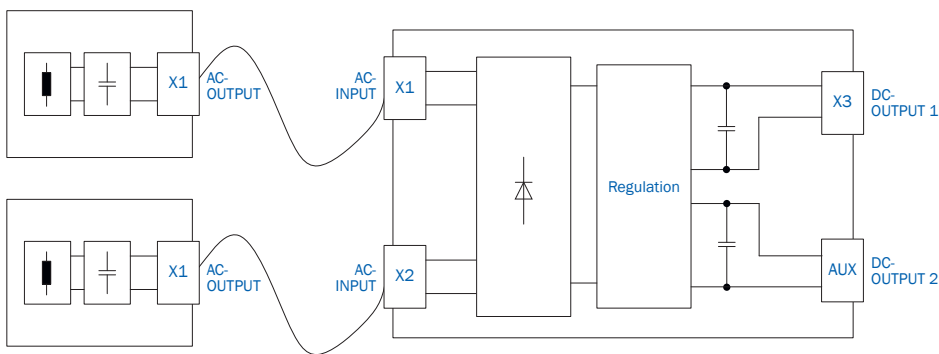 X1
AC-
OUTPUT
AC-
INPUT
X1
Regulation
X3
DC-
OUTPUT 1
X1
AC-
OUTPUT
AC-
INPUT
X2
AUX
DC-
OUTPUT 2